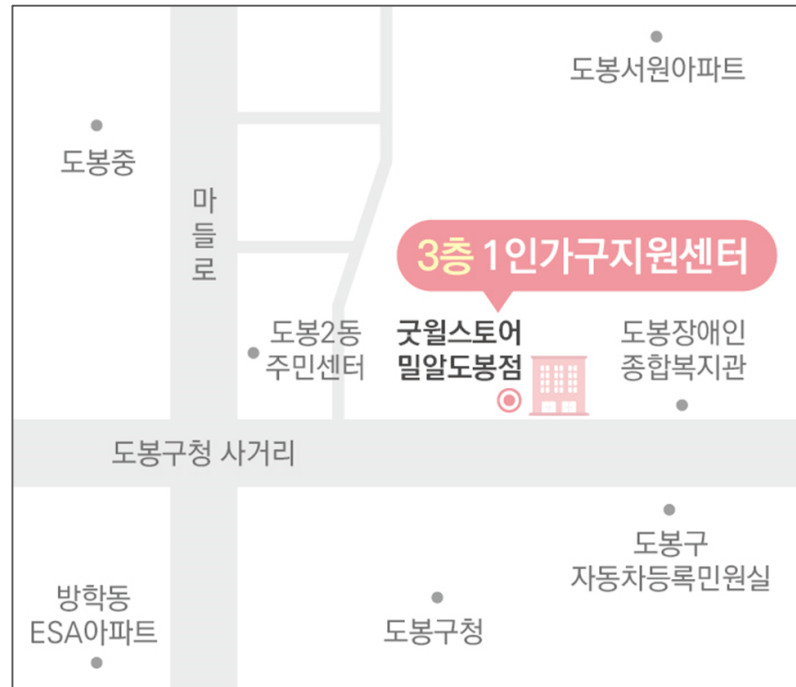 도봉서원아파트
도봉중
마들로
3층 1인가구지원센터
도봉2동
주민센터
굿윌스토어
밀알도봉점
도봉장애인
종합복지관
도봉구청 사거리
도봉구
자동차등록민원실
방학동
ESA아파트
도봉구청